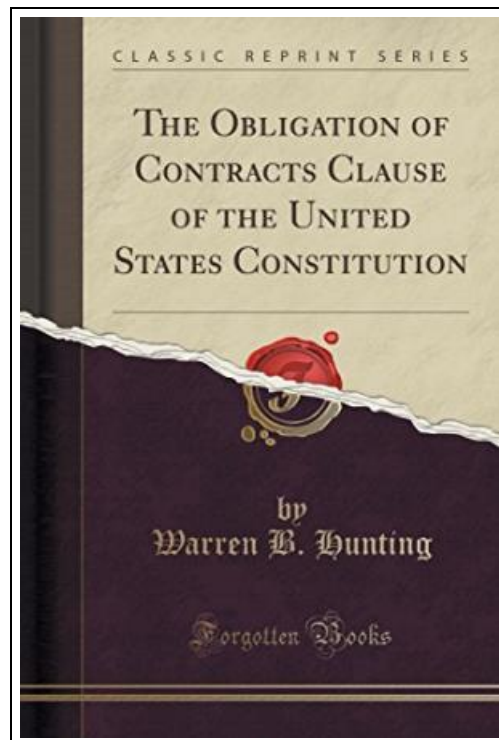 CLASSIC REPRINT SERIES
THE OBLIGATION OF
CONTRACTS CLAUSE
OF THE UNITED
STATES CONSTITUTION
by
Warren B. Hunting
Forgotten Books